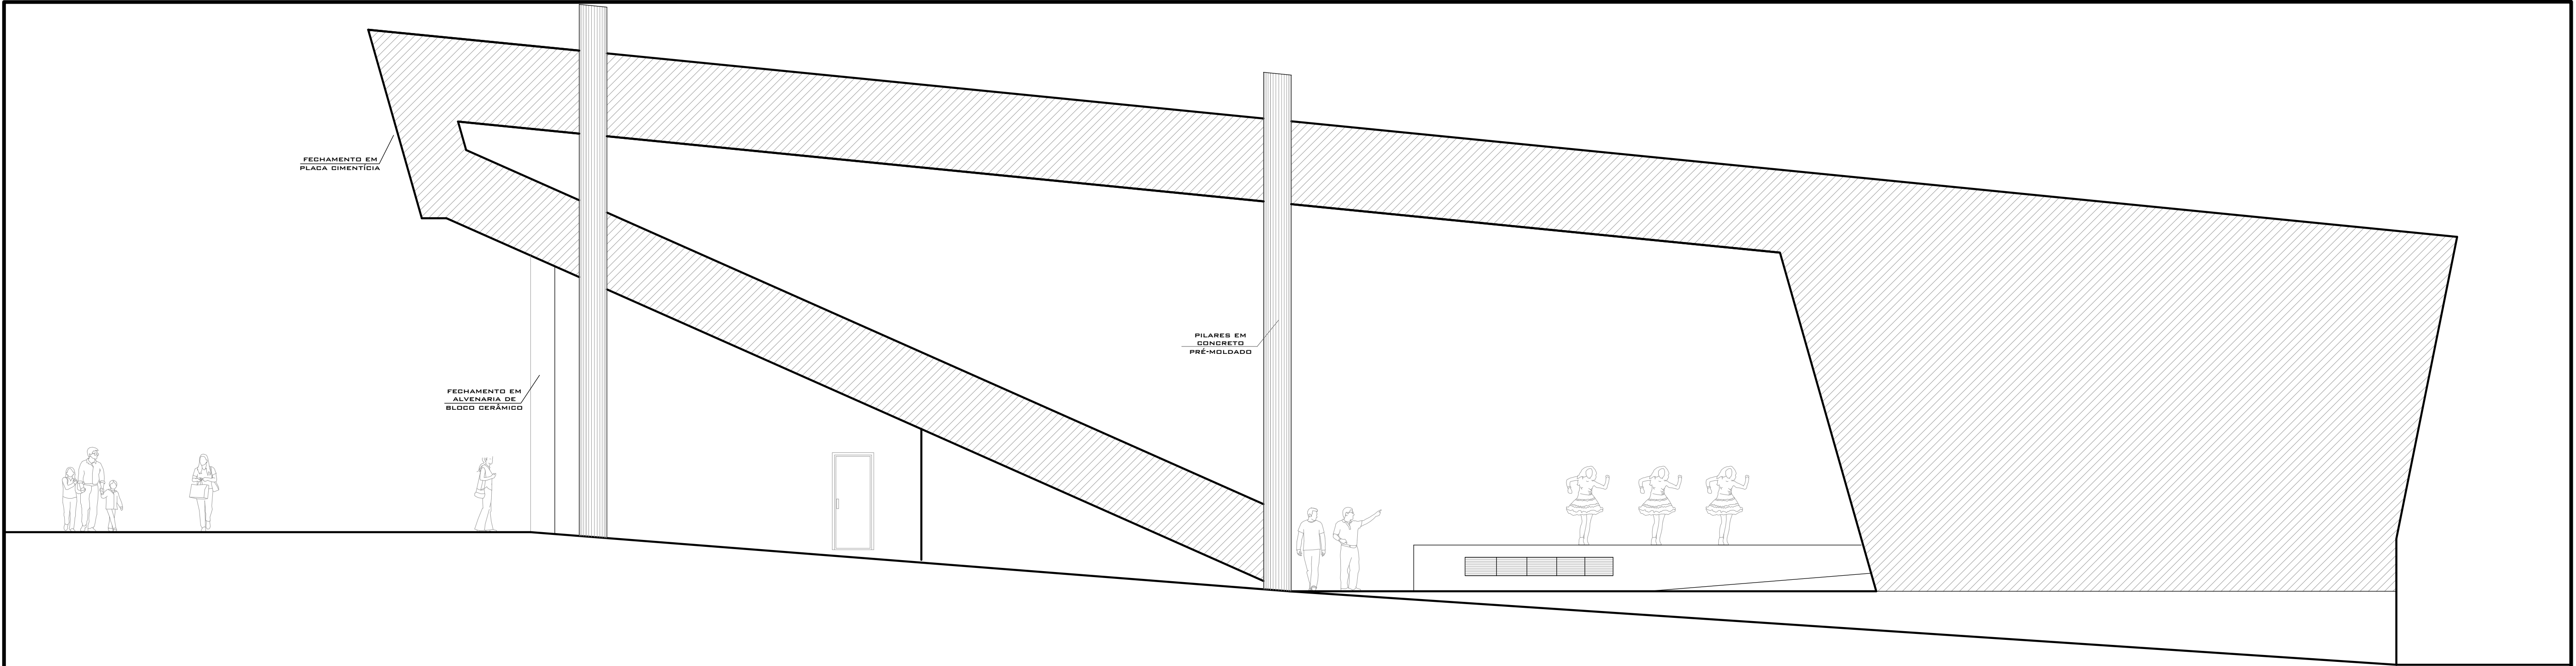 FECHAMENTO EM
PLACA CIMENTÍCIA
FECHAMENTO EM
ALVENARIA DE
BLOCO CERÂMICO
PILARES EM
CONCRETO
PRÉ-MOLDADO